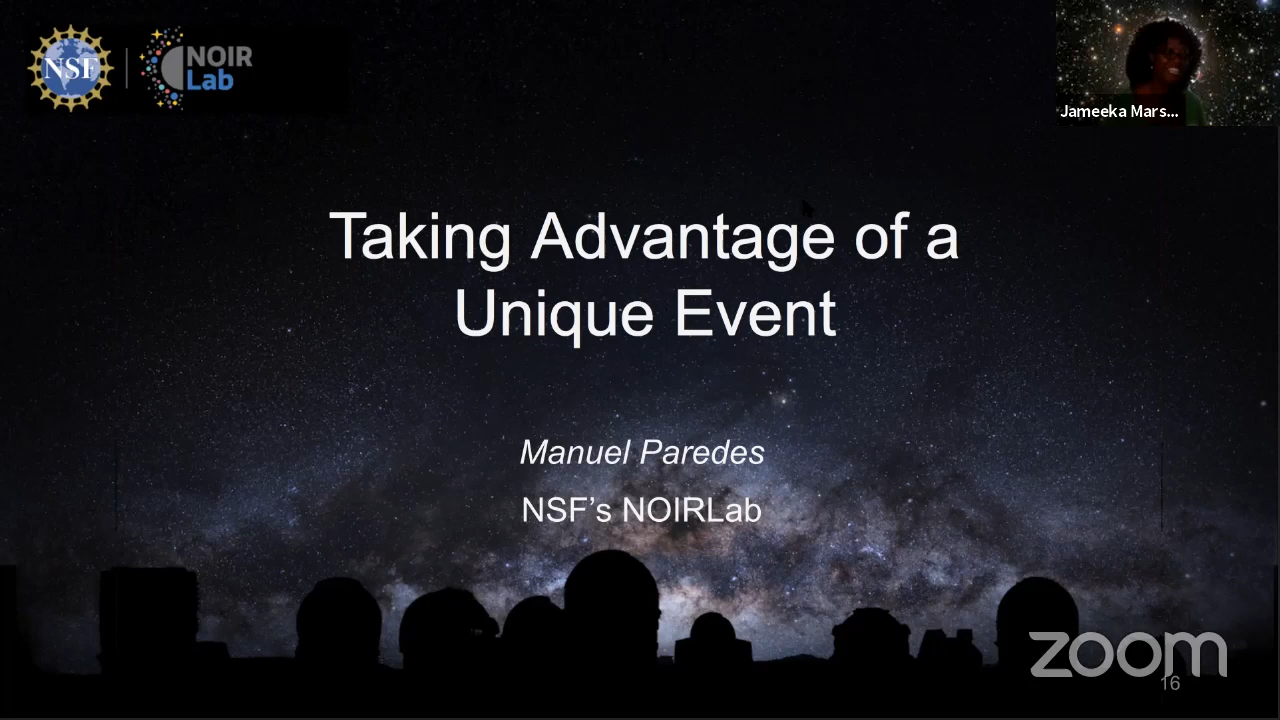 NSF
NOIR
Lab
Jameeka Mars...
Taking Advantage of a
Unique Event
Manuel Paredes
NSF's NOIRLab
zoom
16